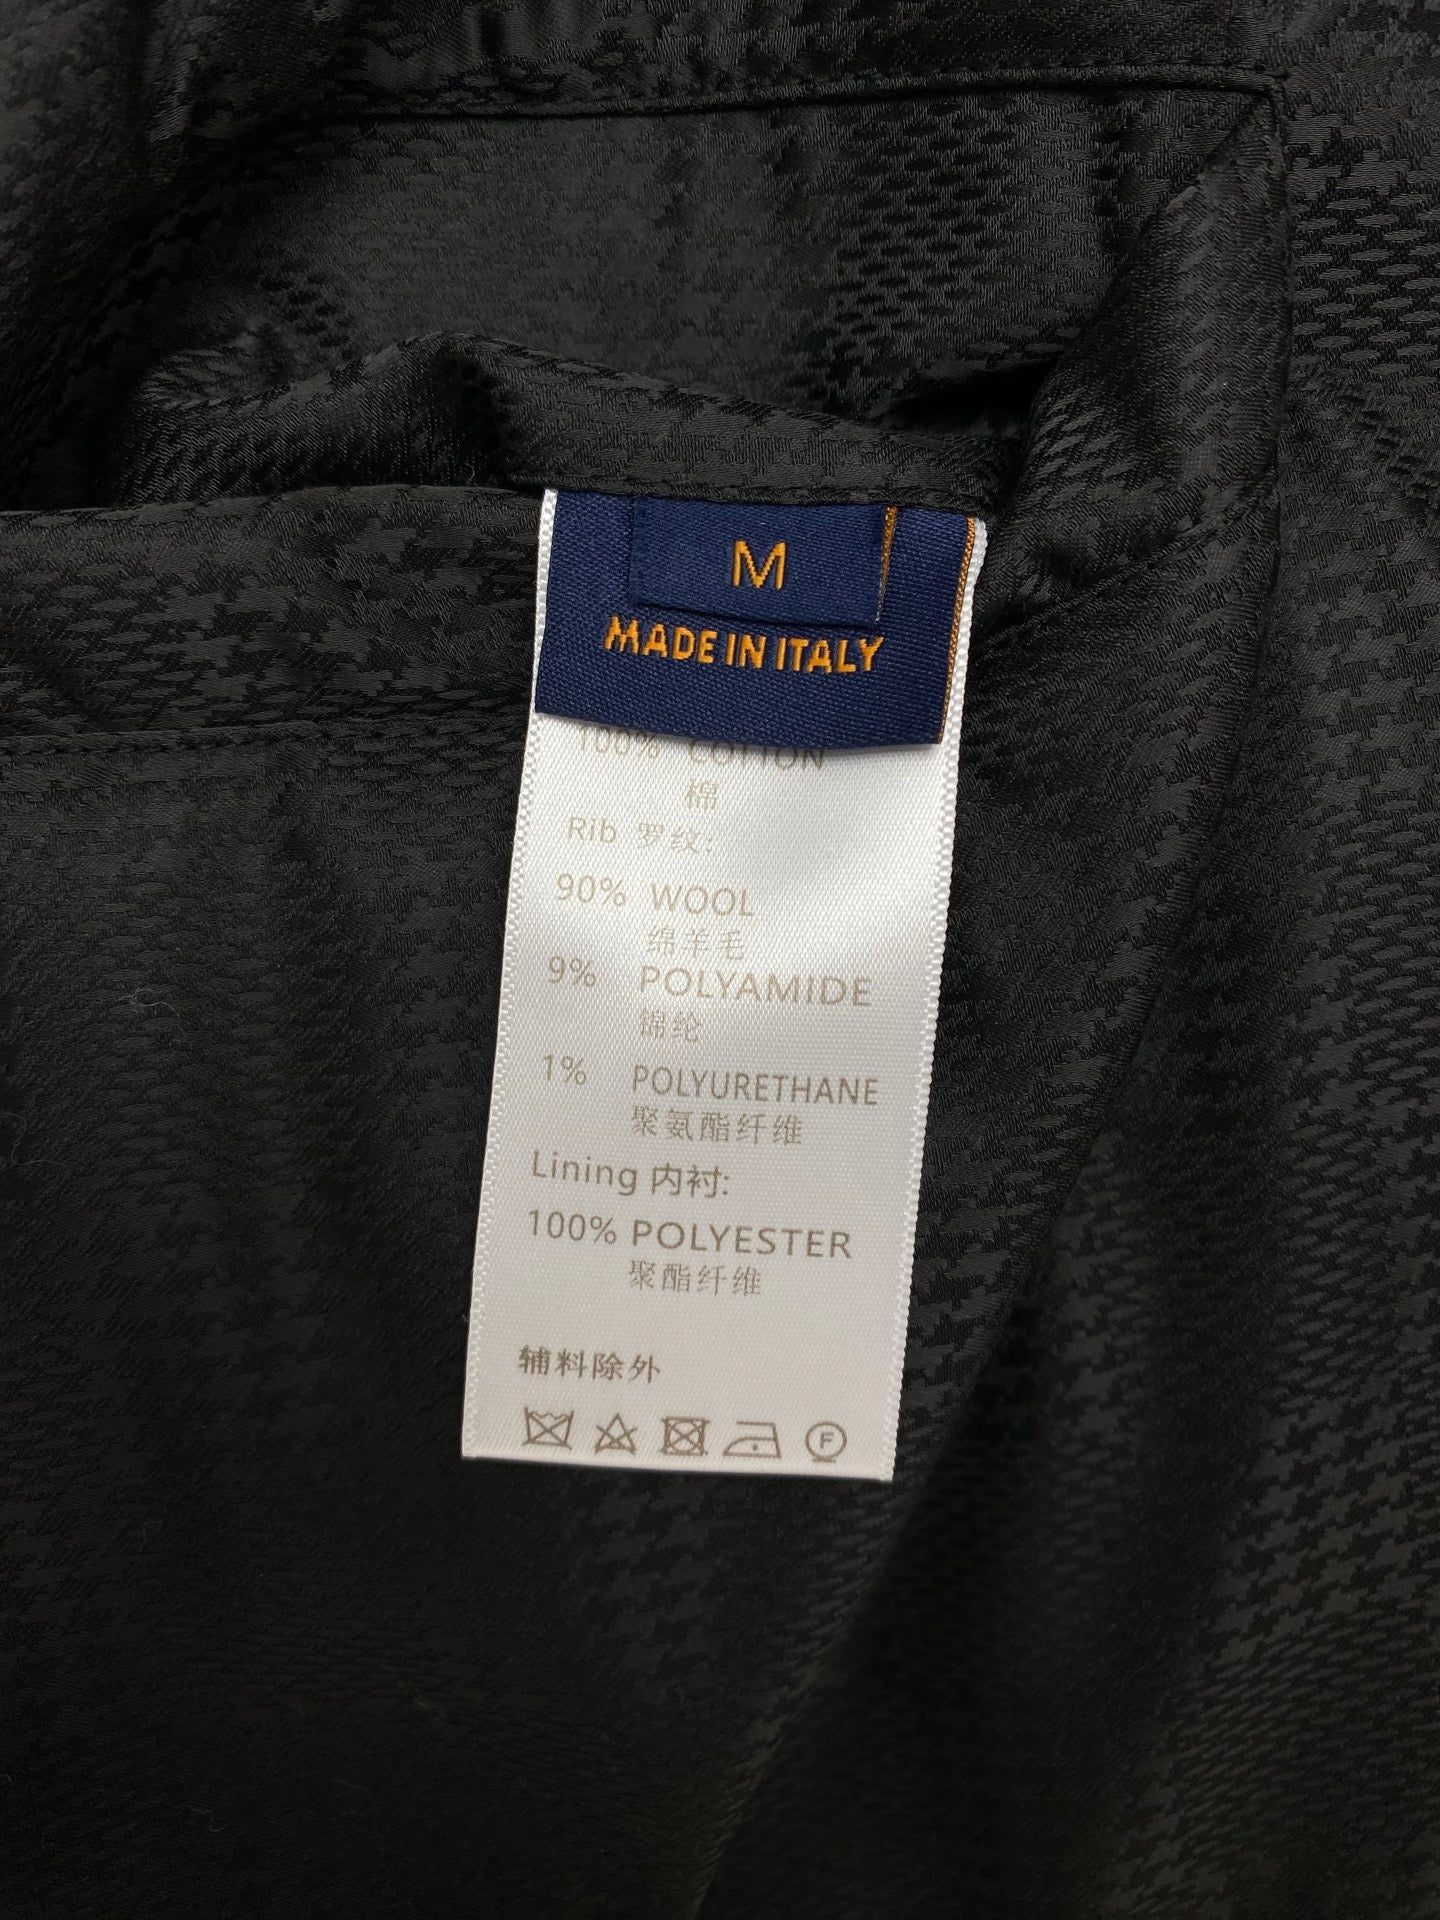 M
MADE IN ITALY
100% COTTON
棉
Rib 罗纹:
90% WOOL
绵羊毛
9% POLYAMIDE
锦纶
1% POLYURETHANE
聚氨酯纤维
Lining 内衬:
100% POLYESTER
聚酯纤维
辅料除外
F